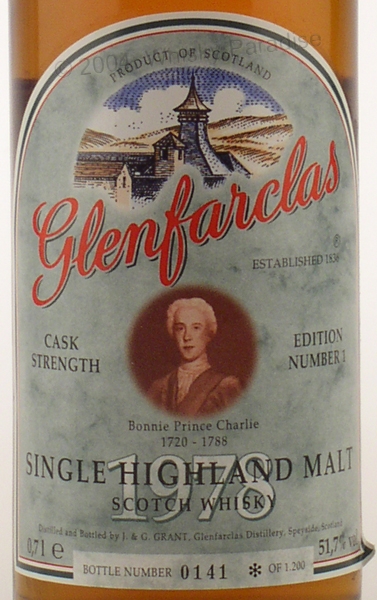 © 2004 Paradise
PRODUCT OF SCOTLAND
Glenfarclas
®
ESTABLISHED 1836
CASK
STRENGTH
EDITION
NUMBER 1
Bonnie Prince Charlie
1720 - 1788
SINGLE HIGHLAND MALT
1978
SCOTCH WHISKY
Distilled and Bottled by J. & G. GRANT, Glenfarclas Distillery, Speyside, Scotland
0,7l e
51,7% vol
BOTTLE NUMBER 0141 ✻ OF 1.200